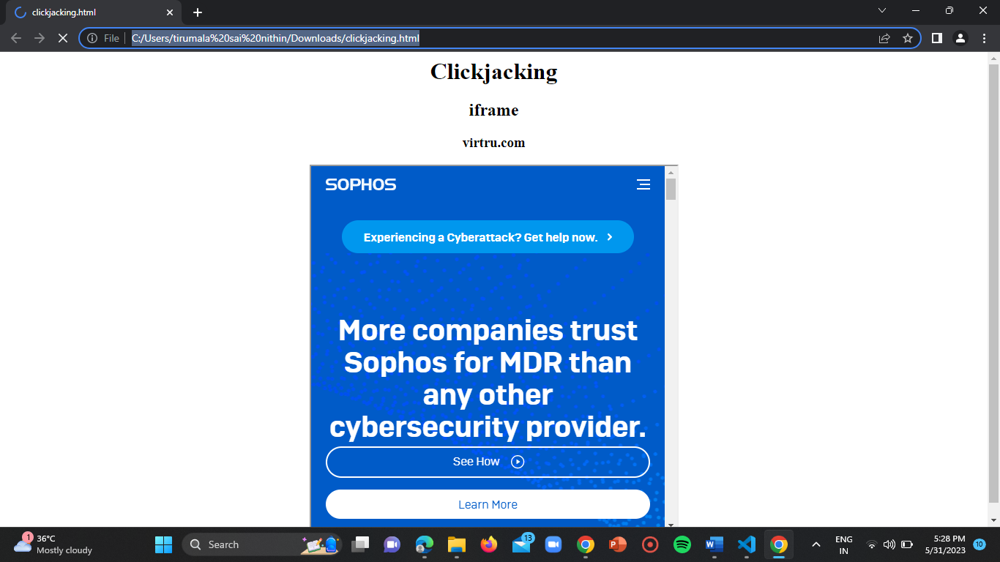 clickjacking.html
File
C:/Users/tirumala%20sai%20nithin/Downloads/clickjacking.html
Clickjacking
iframe
virtru.com
SOPHOS
Experiencing a Cyberattack? Get help now.
More companies trust
Sophos for MDR than
any other
cybersecurity provider.
See How
Learn More
1
36°C
Mostly cloudy
Search
13
ENG
IN
5:28 PM
5/31/2023
10